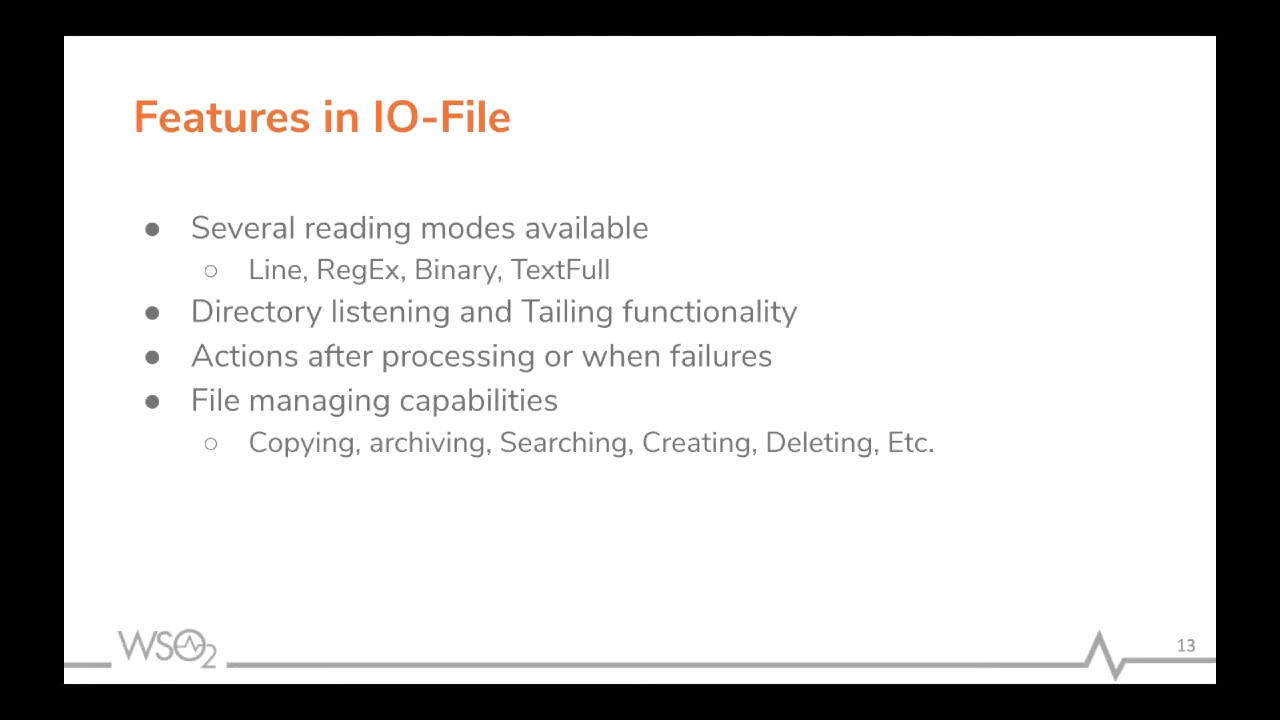 Features in IO-File
● Several reading modes available
○ Line, RegEx, Binary, TextFull
● Directory listening and Tailing functionality
● Actions after processing or when failures
● File managing capabilities
○ Copying, archiving, Searching, Creating, Deleting, Etc.
WSO2
13